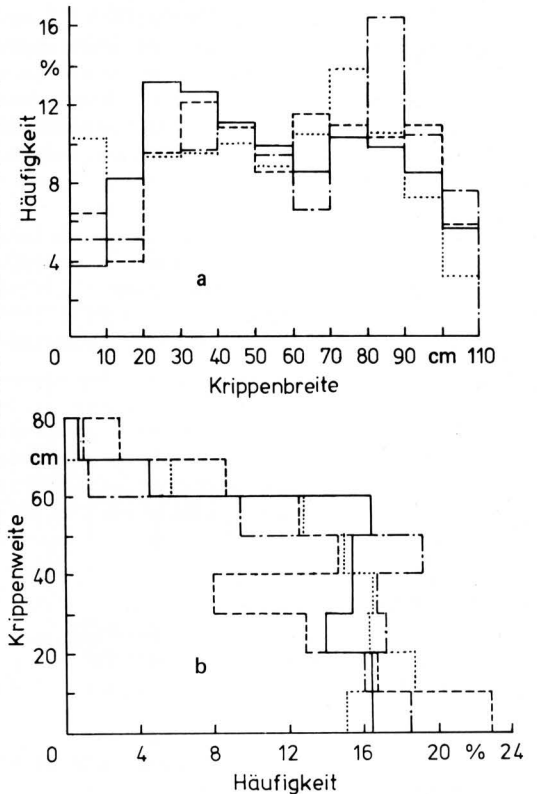 16
%
12
Häufigkeit
8
4
a
0 10 20 30 40 50 60 70 80 90 cm 110
Krippenbreite
80
cm
60
Krippenweite
40
20
b
0 4 8 12 16 20 % 24
Häufigkeit